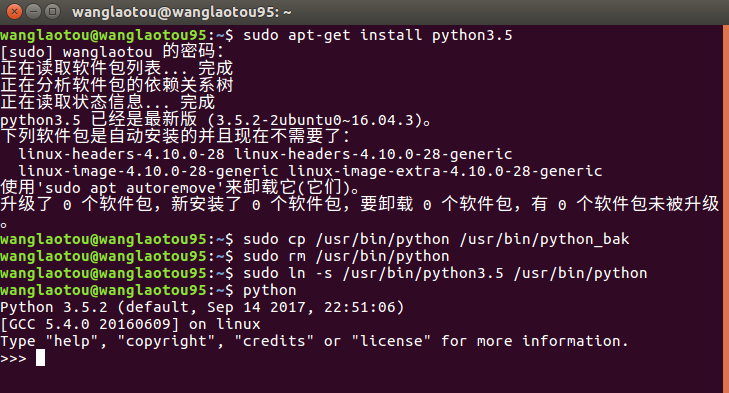 wanglaotou@wanglaotou95: ~
wanglaotou@wanglaotou95:~$ sudo apt-get install python3.5
[sudo] wanglaotou 的密码：
正在读取软件包列表... 完成
正在分析软件包的依赖关系树
正在读取状态信息... 完成
python3.5 已经是最新版 (3.5.2-2ubuntu0~16.04.3)。
下列软件包是自动安装的并且现在不需要了：
  linux-headers-4.10.0-28 linux-headers-4.10.0-28-generic
  linux-image-4.10.0-28-generic linux-image-extra-4.10.0-28-generic
使用'sudo apt autoremove'来卸载它(它们)。
升级了 0 个软件包，新安装了 0 个软件包，要卸载 0 个软件包，有 0 个软件包未被升级
。
wanglaotou@wanglaotou95:~$ sudo cp /usr/bin/python /usr/bin/python_bak
wanglaotou@wanglaotou95:~$ sudo rm /usr/bin/python
wanglaotou@wanglaotou95:~$ sudo ln -s /usr/bin/python3.5 /usr/bin/python
wanglaotou@wanglaotou95:~$ python
Python 3.5.2 (default, Sep 14 2017, 22:51:06)
[GCC 5.4.0 20160609] on linux
Type "help", "copyright", "credits" or "license" for more information.
>>>